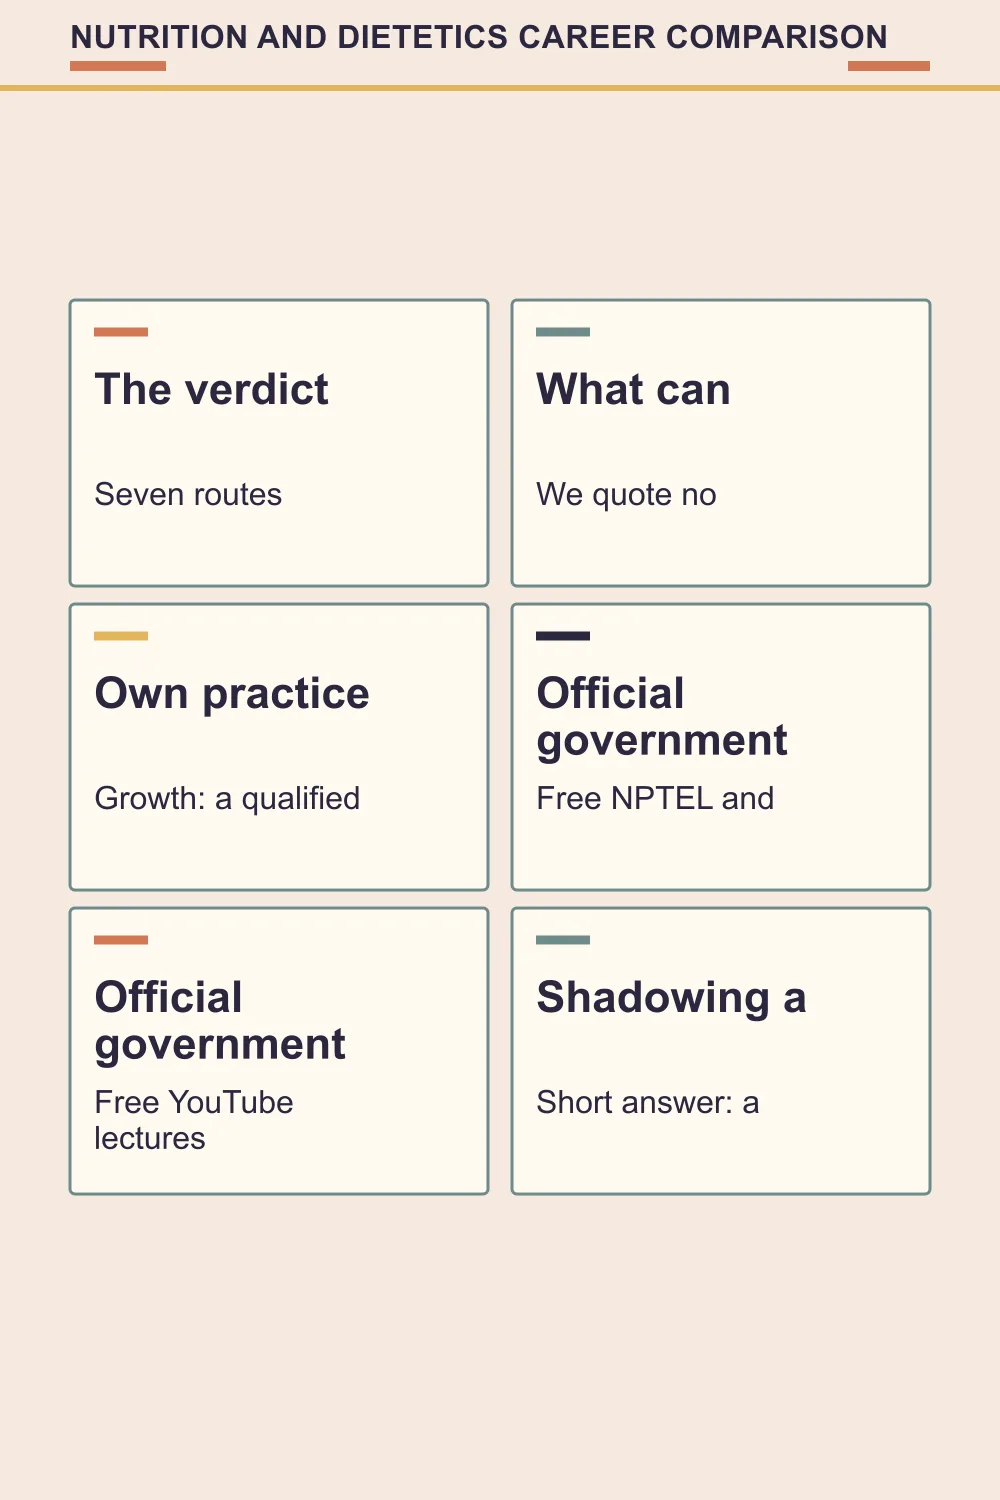 NUTRITION AND DIETETICS CAREER COMPARISON
The verdict
Seven routes
What can
We quote no
Own practice
Growth: a qualified
Official
government
Free NPTEL and
Official
government
Free YouTube
lectures
Shadowing a
Short answer: a